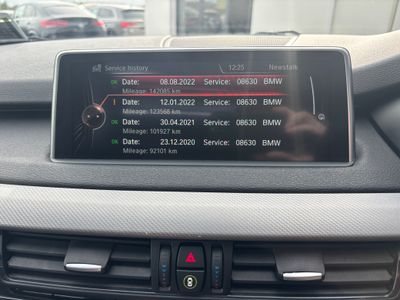 Service history 12:25 Newstalk
OK Date: 08.08.2022 Service: 08630 BMW
Mileage: 142085 km
! Date: 12.01.2022 Service: 08630 BMW
Mileage: 123568 km
OK Date: 30.04.2021 Service: 08630 BMW
Mileage: 101927 km
OK Date: 23.12.2020 Service: 08630 BMW
Mileage: 92101 km